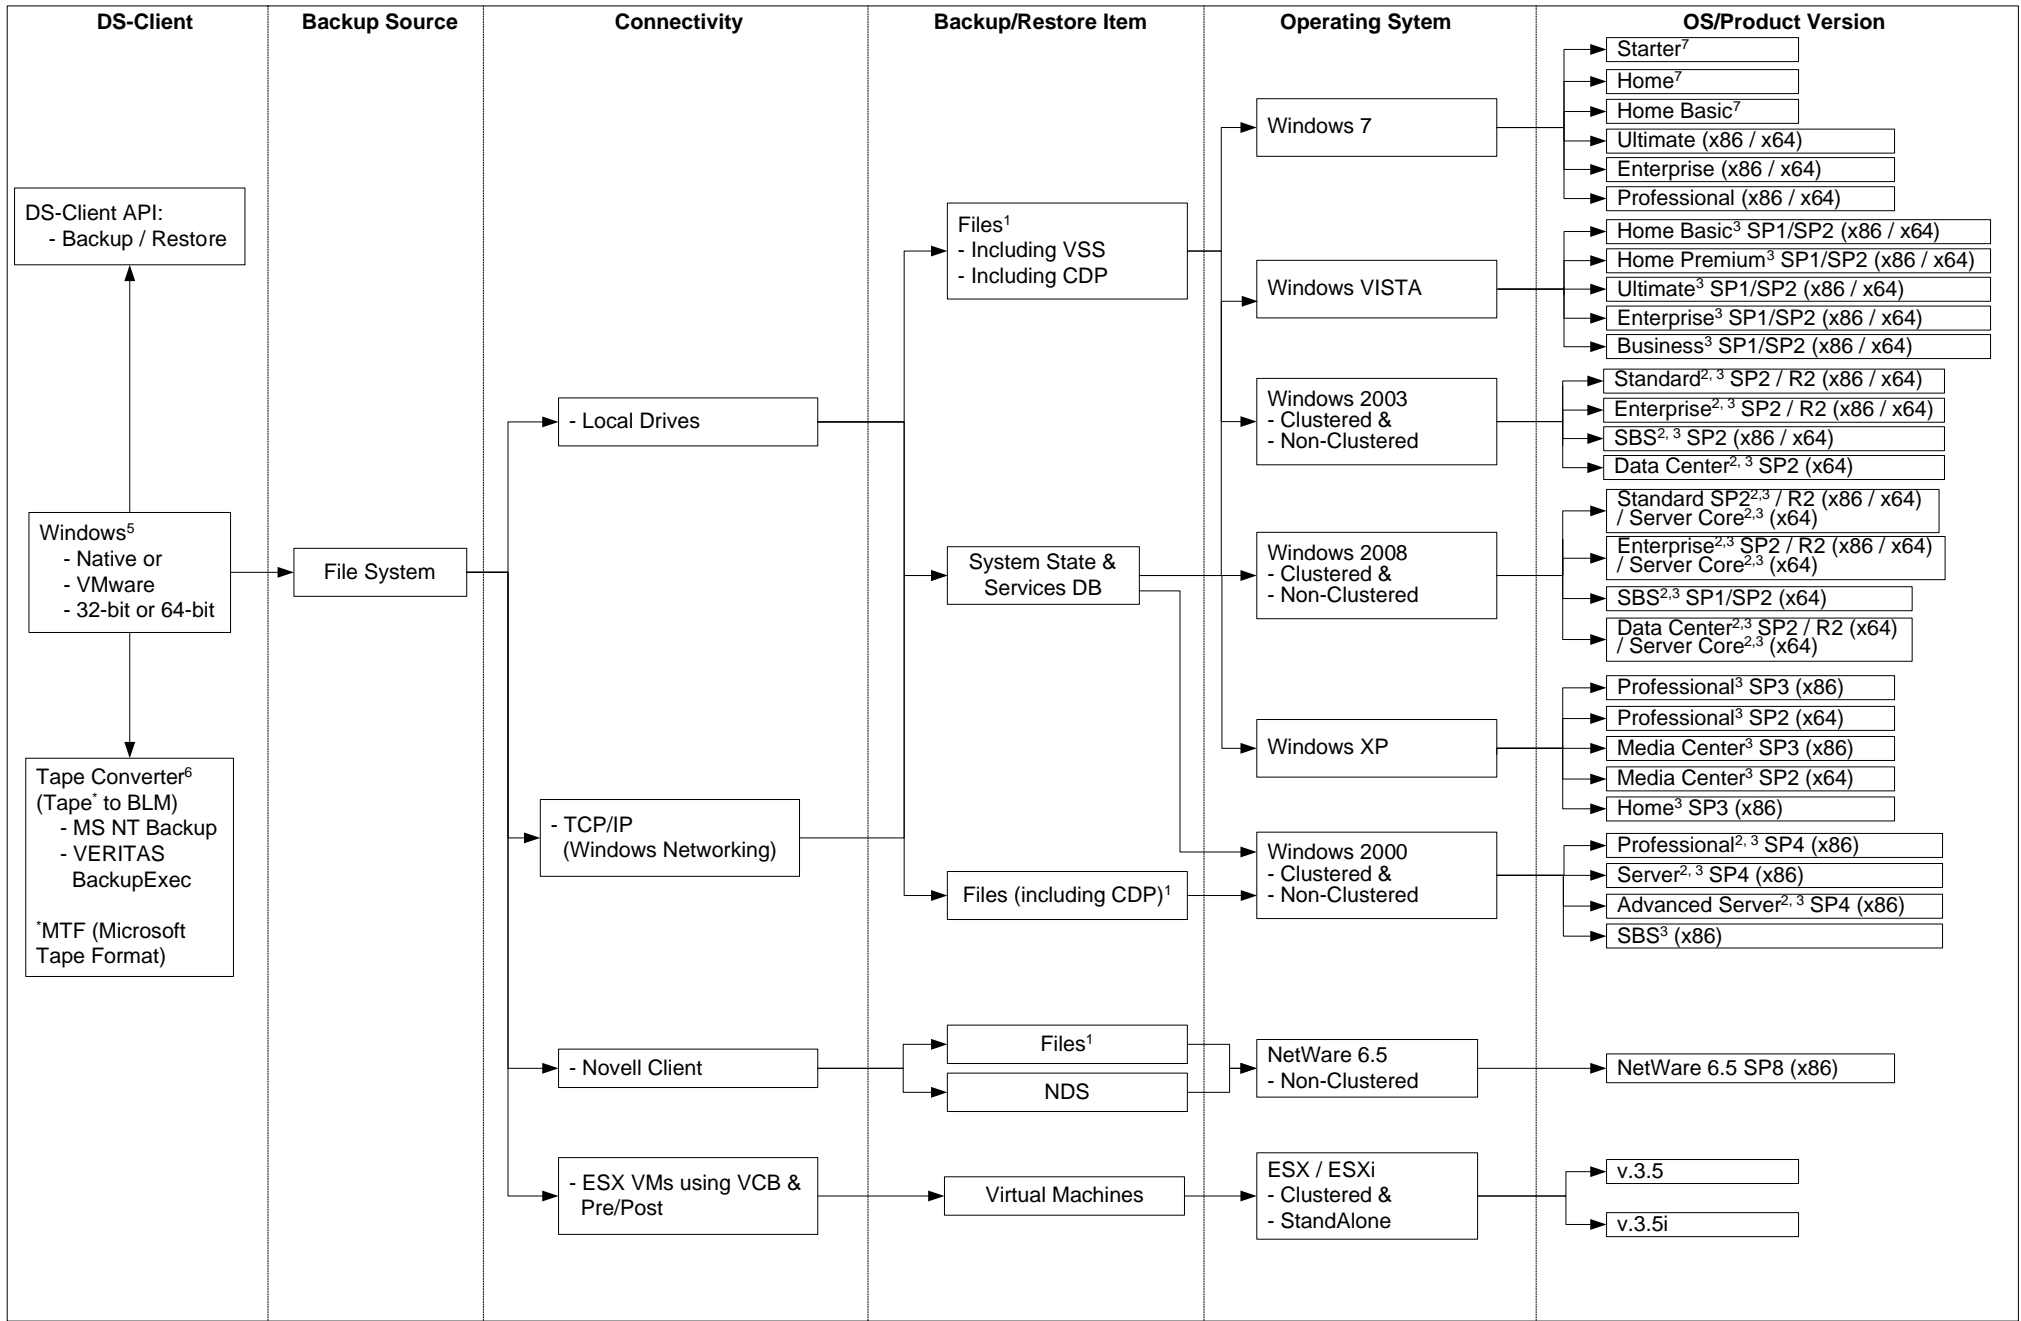 DS-Client
Backup Source
Connectivity
Backup/Restore Item
Operating Sytem
OS/Product Version
DS-Client API:
- Backup / Restore
Windows⁵
- Native or
- VMware
- 32-bit or 64-bit
Tape Converter⁶
(Tape* to BLM)
- MS NT Backup
- VERITAS
BackupExec
*MTF (Microsoft
Tape Format)
File System
- Local Drives
- TCP/IP
(Windows Networking)
- Novell Client
- ESX VMs using VCB &
Pre/Post
Files¹
- Including VSS
- Including CDP
System State &
Services DB
Files (including CDP)¹
Files¹
NDS
Virtual Machines
Windows 7
Windows VISTA
Windows 2003
- Clustered &
- Non-Clustered
Windows 2008
- Clustered &
- Non-Clustered
Windows XP
Windows 2000
- Clustered &
- Non-Clustered
NetWare 6.5
- Non-Clustered
ESX / ESXi
- Clustered &
- StandAlone
Starter⁷
Home⁷
Home Basic⁷
Ultimate (x86 / x64)
Enterprise (x86 / x64)
Professional (x86 / x64)
Home Basic³ SP1/SP2 (x86 / x64)
Home Premium³ SP1/SP2 (x86 / x64)
Ultimate³ SP1/SP2 (x86 / x64)
Enterprise³ SP1/SP2 (x86 / x64)
Business³ SP1/SP2 (x86 / x64)
Standard²˒ ³ SP2 / R2 (x86 / x64)
Enterprise²˒ ³ SP2 / R2 (x86 / x64)
SBS²˒ ³ SP2 (x86 / x64)
Data Center²˒ ³ SP2 (x64)
Standard SP2²˒³ / R2 (x86 / x64)
/ Server Core²˒³ (x64)
Enterprise²˒³ SP2 / R2 (x86 / x64)
/ Server Core²˒³ (x64)
SBS²˒³ SP1/SP2 (x64)
Data Center²˒³ SP2 / R2 (x64)
/ Server Core²˒³ (x64)
Professional³ SP3 (x86)
Professional³ SP2 (x64)
Media Center³ SP3 (x86)
Media Center³ SP2 (x64)
Home³ SP3 (x86)
Professional²˒ ³ SP4 (x86)
Server²˒ ³ SP4 (x86)
Advanced Server²˒ ³ SP4 (x86)
SBS³ (x86)
NetWare 6.5 SP8 (x86)
v.3.5
v.3.5i